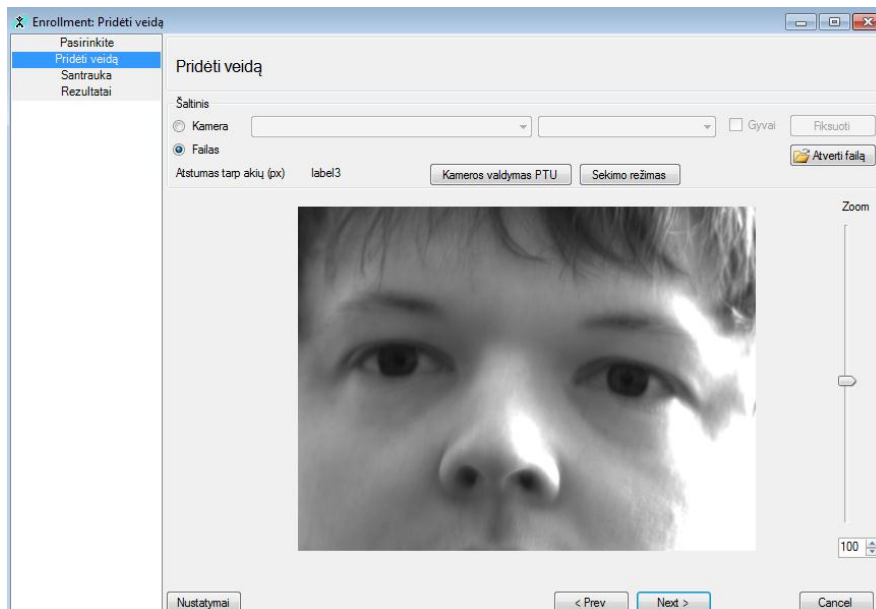 Enrollment: Pridėti veidą
Pasirinkite
Pridėti veidą
Santrauka
Rezultatai
Pridėti veidą
Šaltinis
Kamera
Gyvai
Fiksuoti
Failas
Atverti failą
Atstumas tarp akių (px) label3 Kameros valdymas PTU Sekimo režimas
Zoom
100
Nustatymai < Prev Next > Cancel